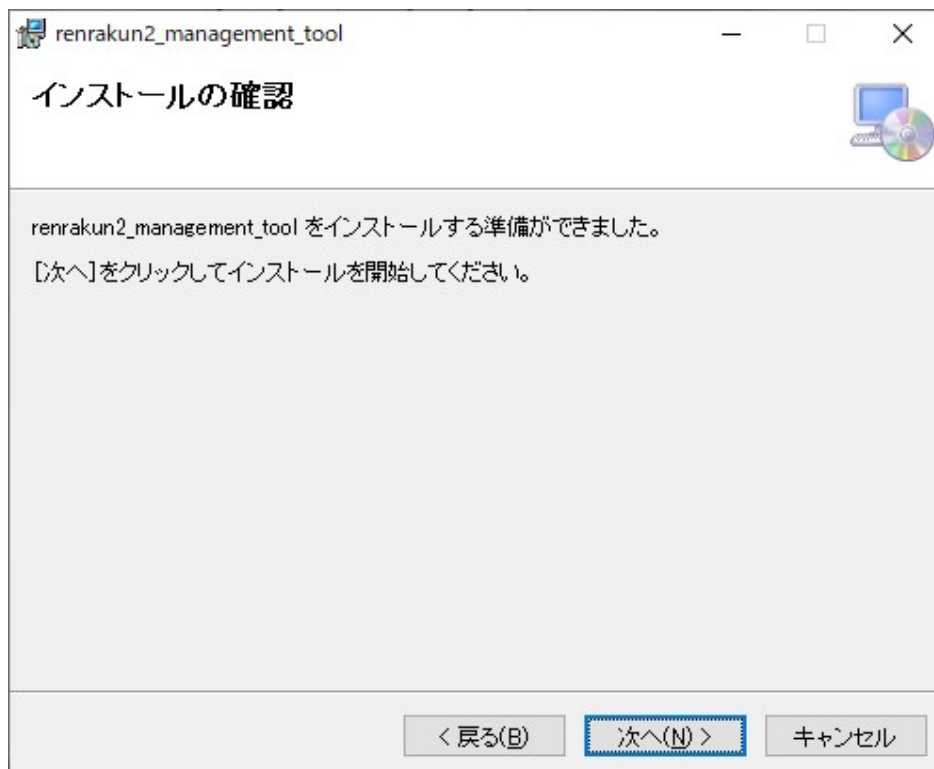 renrakun2_management_tool
インストールの確認
renrakun2_management_tool をインストールする準備ができました。
[次へ]をクリックしてインストールを開始してください。
< 戻る(B)
次へ(N) >
キャンセル